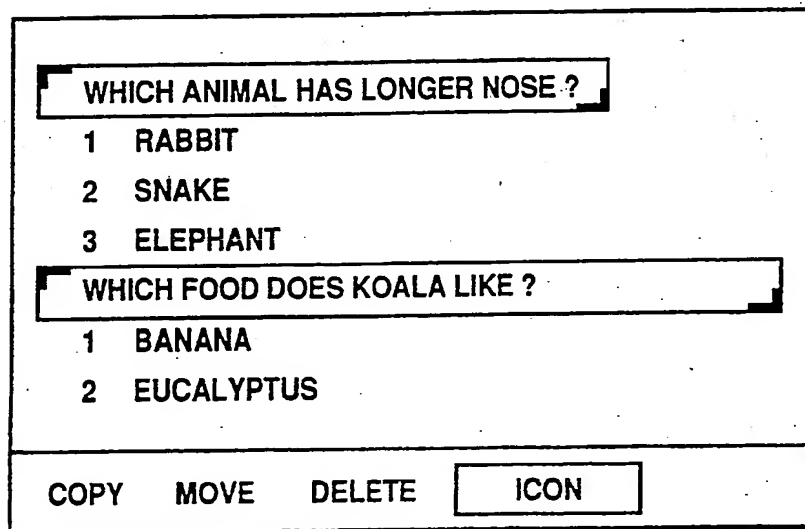 WHICH ANIMAL HAS LONGER NOSE ?
1 RABBIT
2 SNAKE
3 ELEPHANT
WHICH FOOD DOES KOALA LIKE ?
1 BANANA
2 EUCALYPTUS
COPY MOVE DELETE ICON